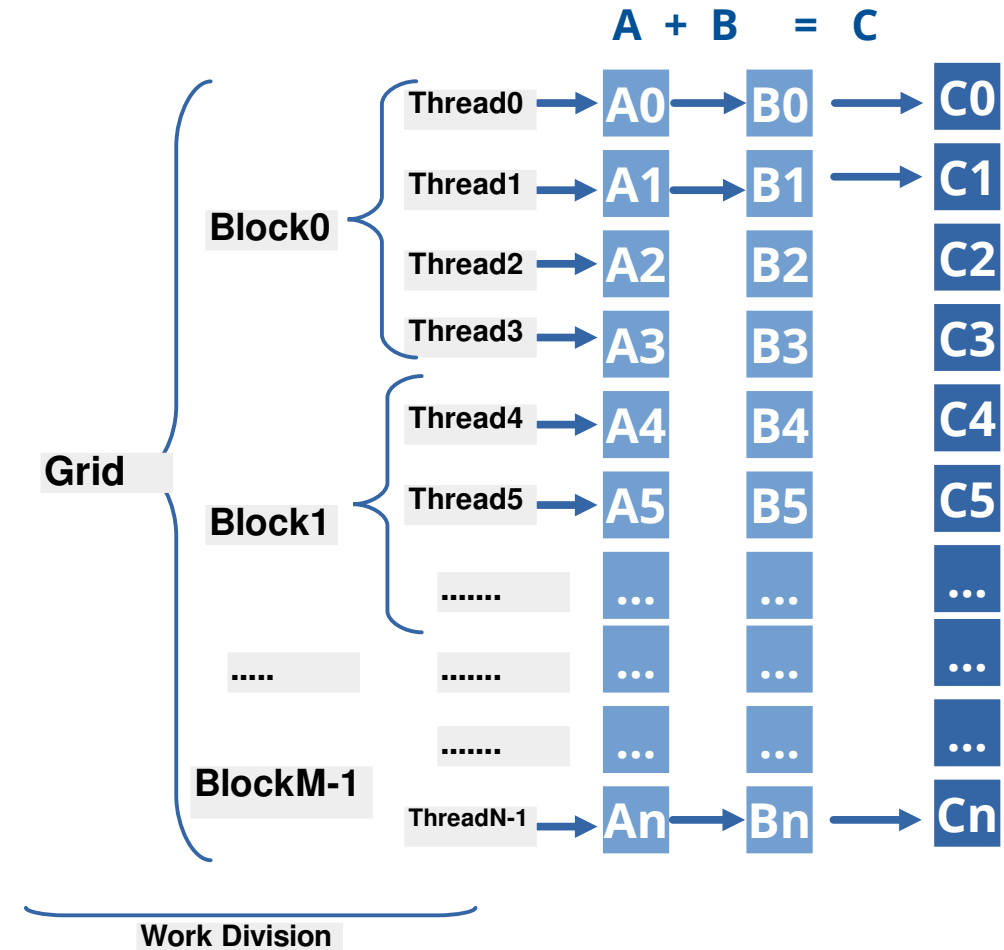 A + B = C
Thread0 A0 B0 C0
Thread1 A1 B1 C1
Block0
Thread2 A2 B2 C2
Thread3 A3 B3 C3
Thread4 A4 B4 C4
Grid
Thread5 A5 B5 C5
Block1
....... ... ... ...
..... ....... ... ... ...
....... ... ... ...
BlockM-1
ThreadN-1 An Bn Cn
Work Division